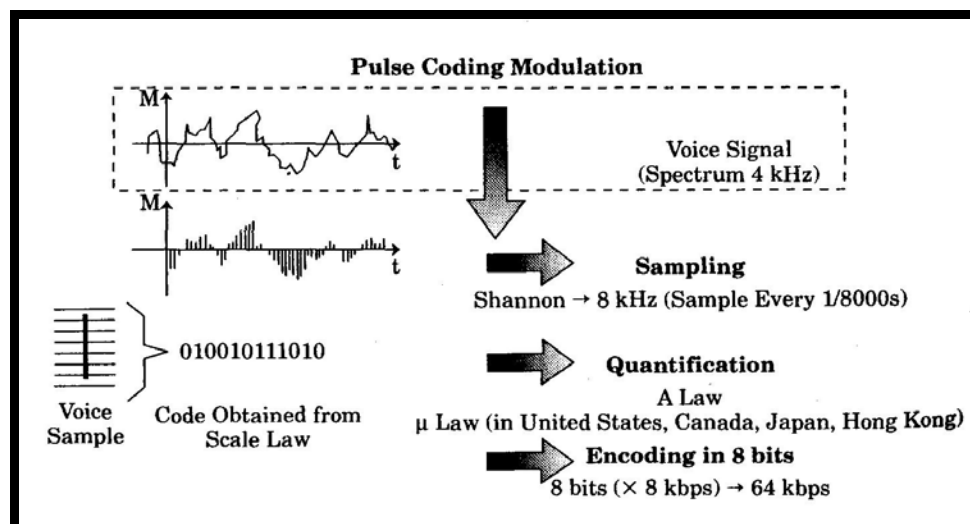 Pulse Coding Modulation
M
t
Voice Signal
(Spectrum 4 kHz)
M
t
Sampling
Shannon → 8 kHz (Sample Every 1/8000s)
010010111010
Voice
Sample
Code Obtained from
Scale Law
Quantification
A Law
μ Law (in United States, Canada, Japan, Hong Kong)
Encoding in 8 bits
8 bits (× 8 kbps) → 64 kbps